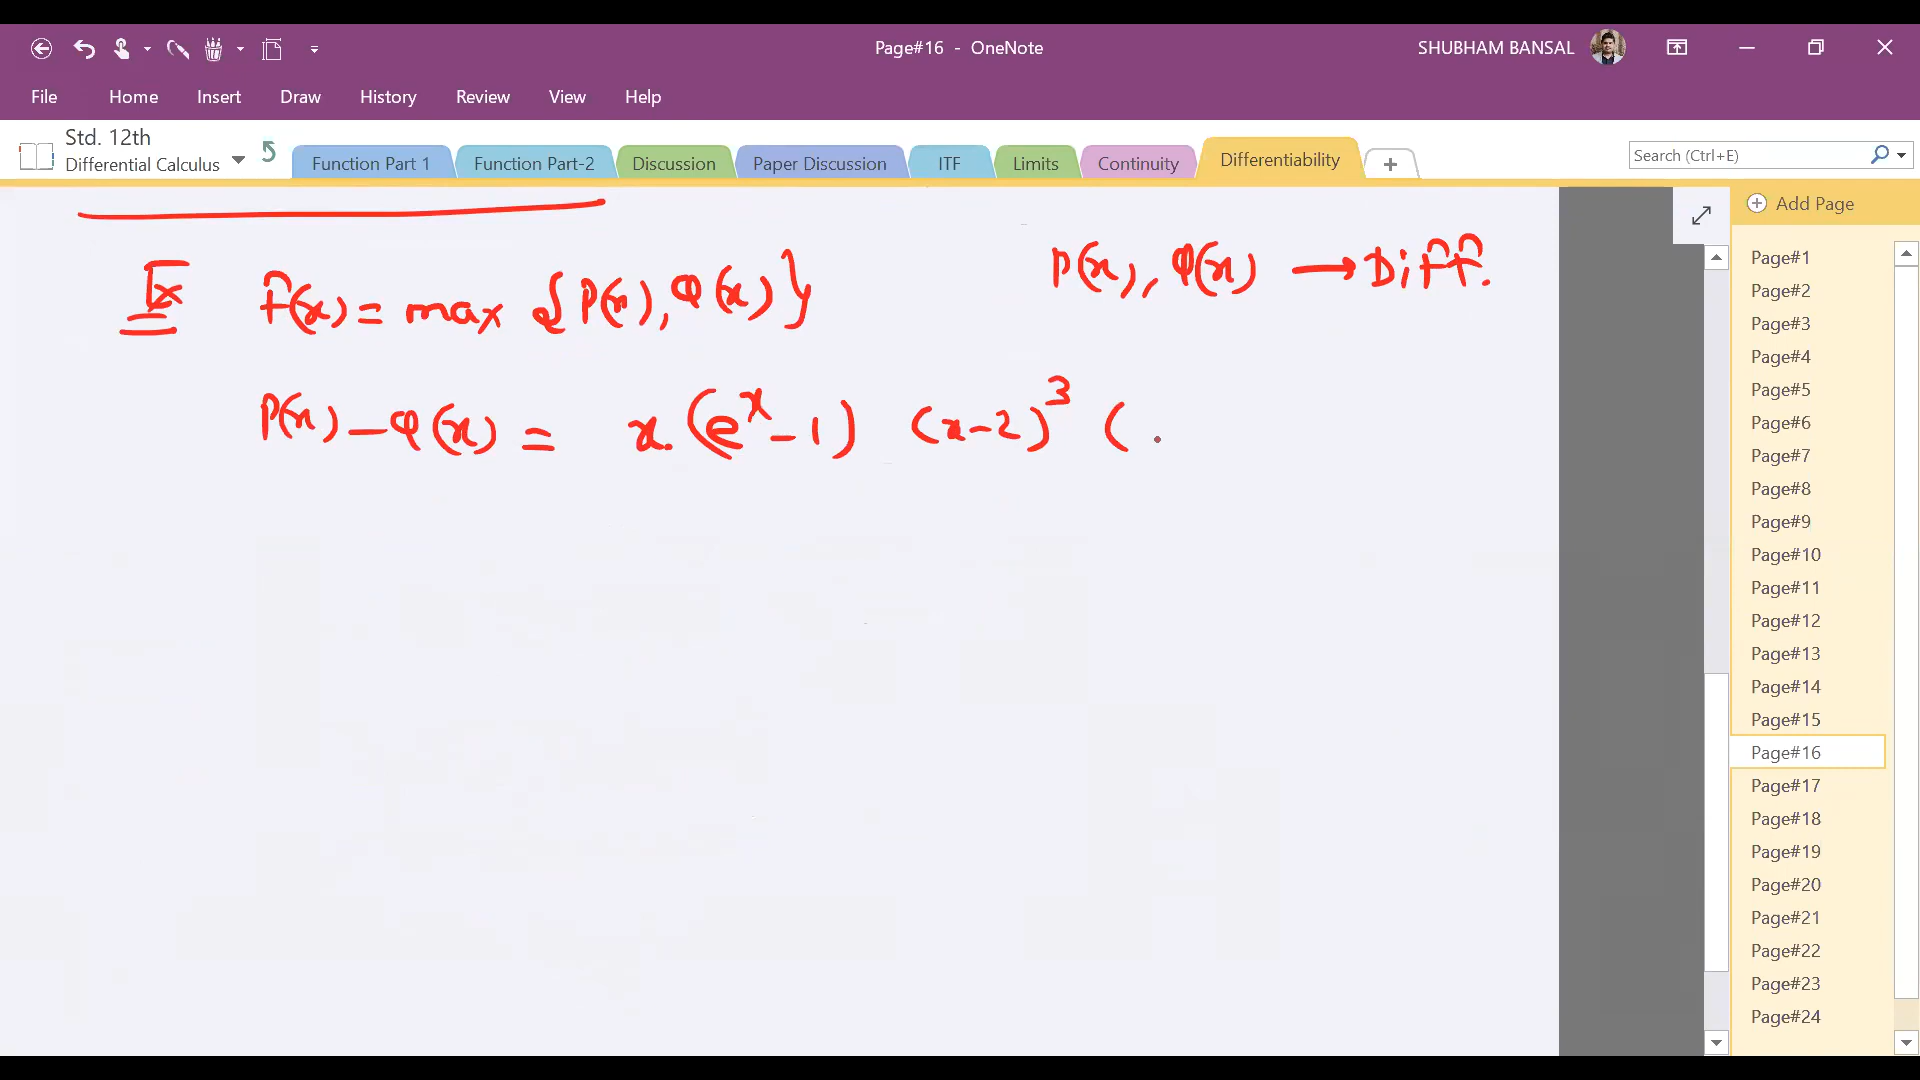 Page#16 - OneNote
SHUBHAM BANSAL
File Home Insert Draw History Review View Help
Std. 12th
Differential Calculus
Function Part 1 Function Part-2 Discussion Paper Discussion ITF Limits Continuity Differentiability +
Search (Ctrl+E)
Add Page
Ex f(x) = max {P(x), Q(x)} P(x), Q(x) → Diff.
P(x) - Q(x) = x. (e^x - 1) (x-2)^3 (
Page#1
Page#2
Page#3
Page#4
Page#5
Page#6
Page#7
Page#8
Page#9
Page#10
Page#11
Page#12
Page#13
Page#14
Page#15
Page#16
Page#17
Page#18
Page#19
Page#20
Page#21
Page#22
Page#23
Page#24